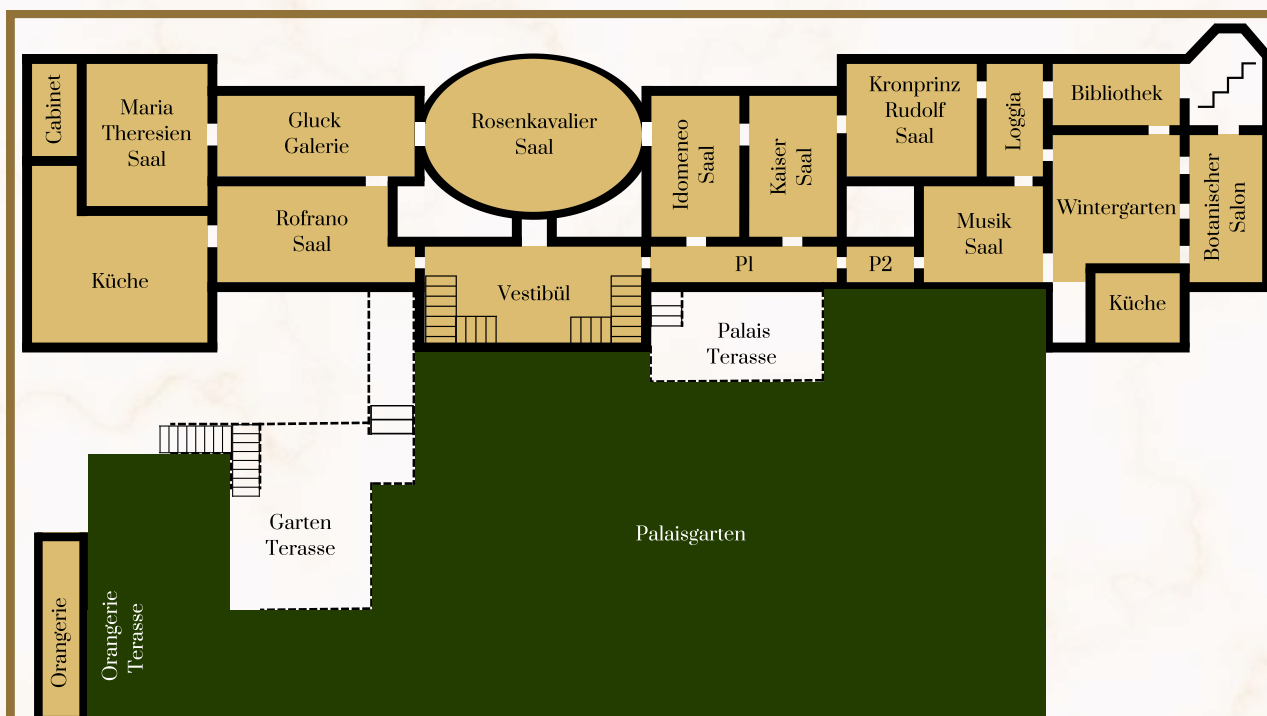 Cabinet
Maria
Theresien
Saal
Gluck
Galerie
Rosenkavalier
Saal
Idomeneo
Saal
Kaiser
Saal
Kronprinz
Rudolf
Saal
Loggia
Bibliothek
Rofrano
Saal
Musik
Saal
Wintergarten
Botanischer
Salon
Küche
Vestibül
P1
P2
Küche
Palais
Terasse
Garten
Terasse
Palaisgarten
Orangerie
Orangerie
Terasse